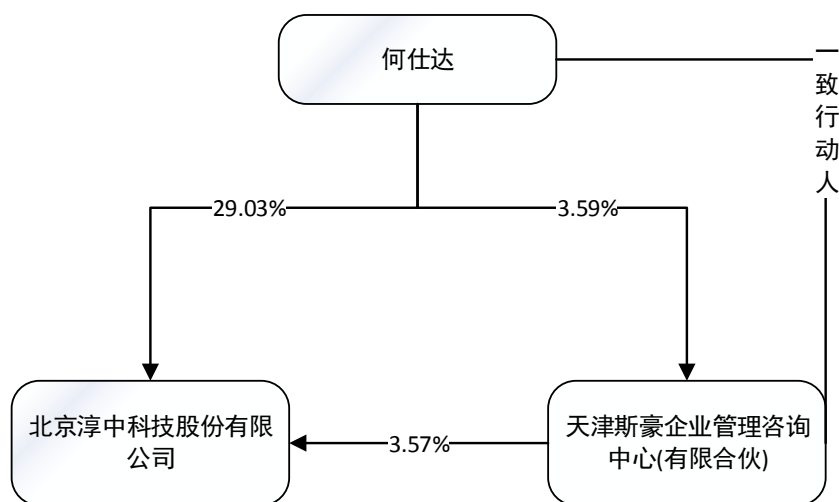 何仕达
一
致
行
动
人
29.03%
3.59%
北京淳中科技股份有限
公司
3.57%
天津斯豪企业管理咨询
中心(有限合伙)